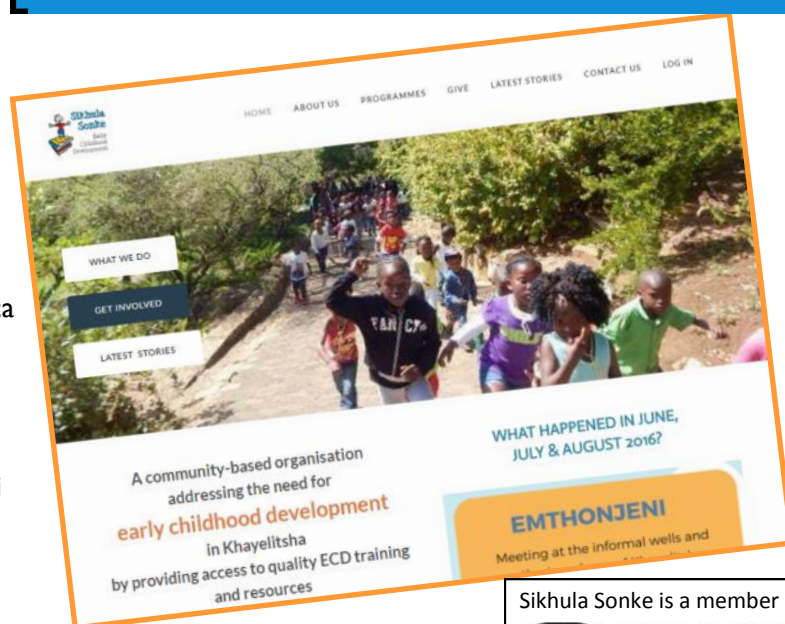 Sikhula
Sonke
Early
Childhood
Development
HOME ABOUT US PROGRAMMES GIVE LATEST STORIES CONTACT US LOG IN
WHAT WE DO
GET INVOLVED
LATEST STORIES
A community-based organisation
addressing the need for
early childhood development
in Khayelitsha
by providing access to quality ECD training
and resources
WHAT HAPPENED IN JUNE,
JULY & AUGUST 2016?
EMTHONJENI
Meeting at the informal wells and
Sikhula Sonke is a member